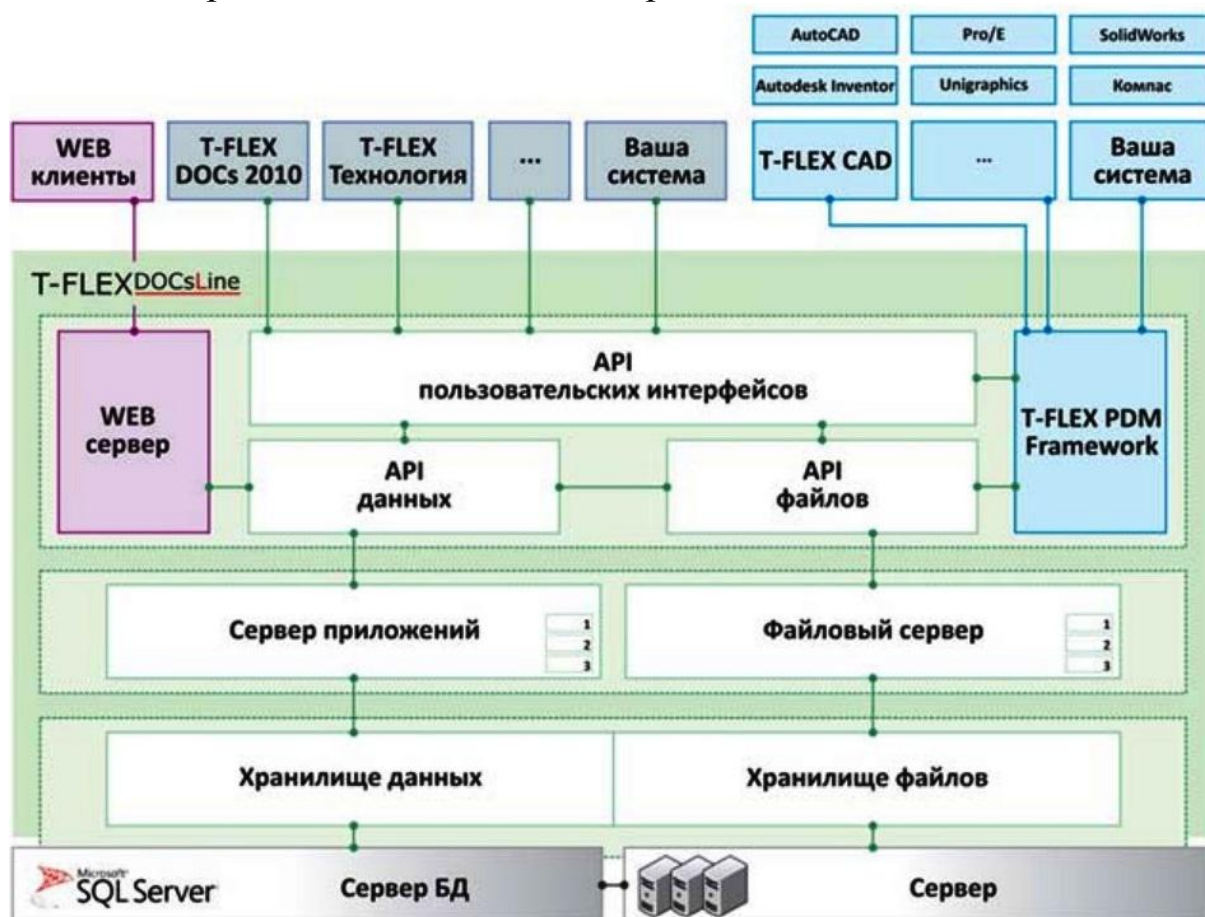 AutoCAD
Pro/E
SolidWorks
Autodesk Inventor
Unigraphics
Компас
WEB
клиенты
T-FLEX
DOCs 2010
T-FLEX
Технология
...
Ваша
система
T-FLEX CAD
...
Ваша
система
T-FLEX DOCsLine
WEB
сервер
API
пользовательских интерфейсов
T-FLEX PDM
Framework
API
данных
API
файлов
Сервер приложений
1
2
3
Файловый сервер
1
2
3
Хранилище данных
Хранилище файлов
Microsoft
SQL Server
Сервер БД
Сервер